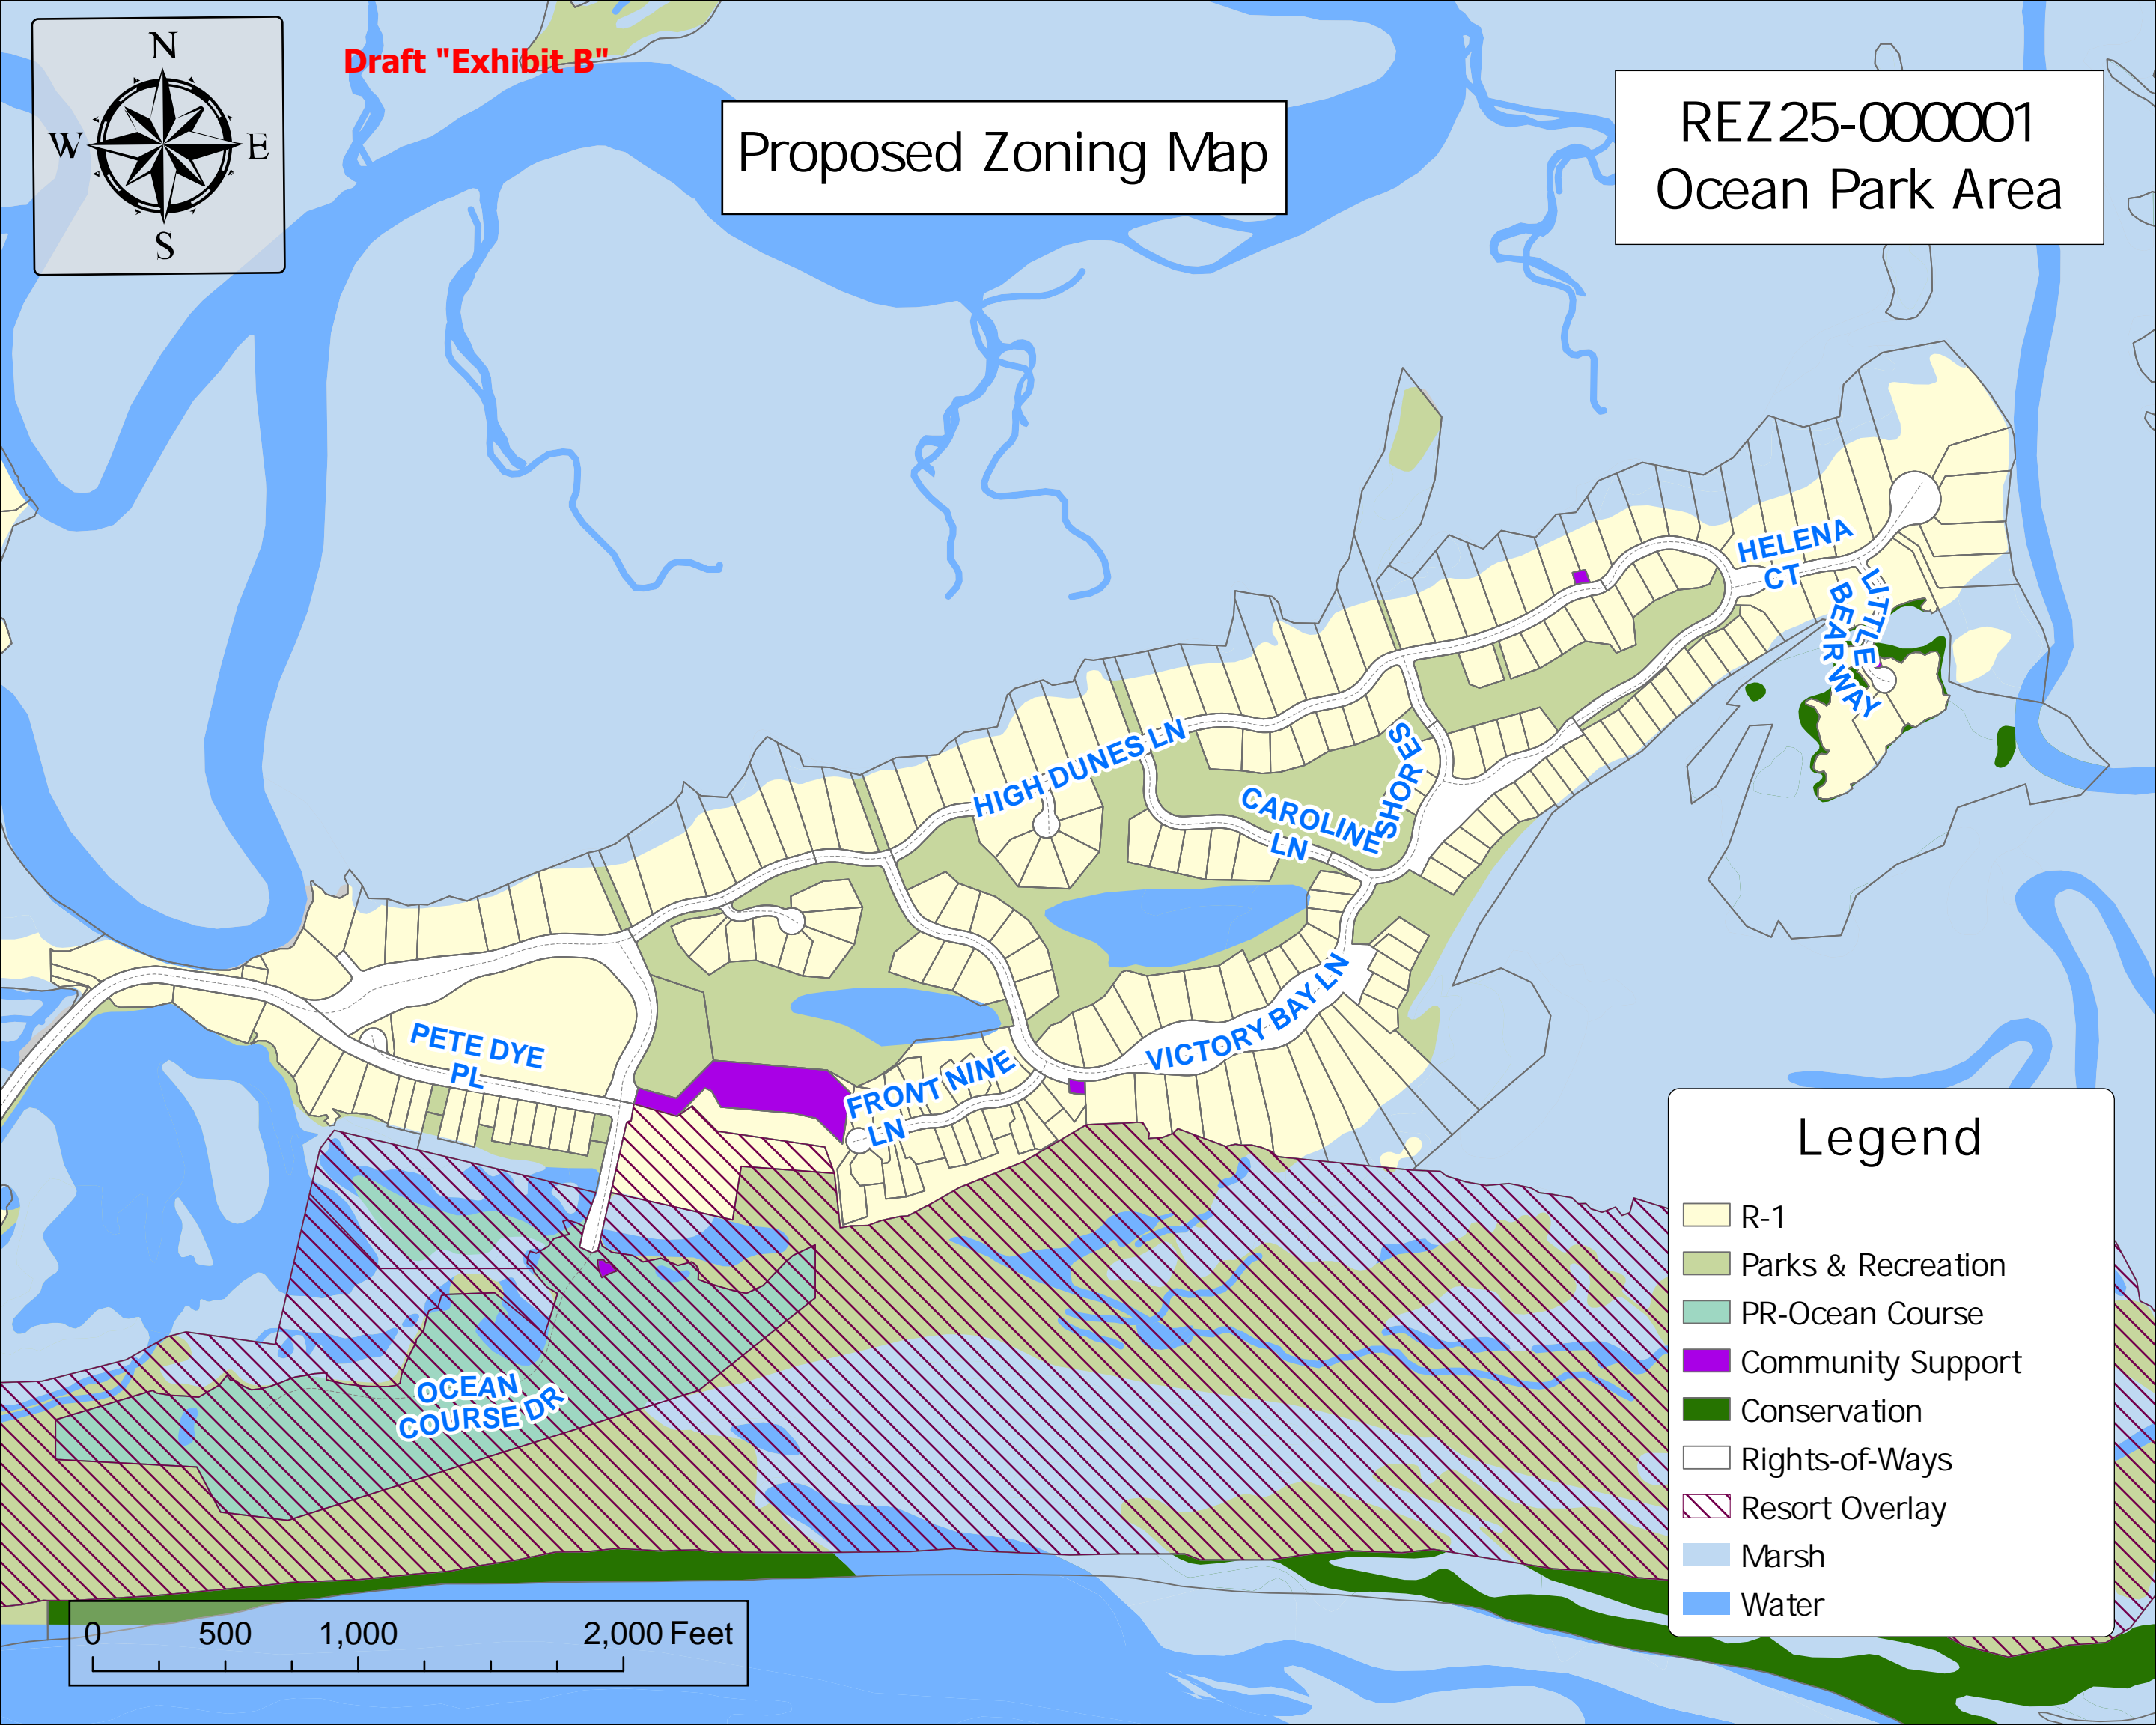 N
W
E
S
Draft "Exhibit B"
Proposed Zoning Map
REZ25-000001
Ocean Park Area
HELENA
CT
LITTLE
BEAR WAY
HIGH DUNES LN
SHORES
CAROLINE
LN
VICTORY BAY LN
PETE DYE
PL
FRONT NINE
LN
OCEAN
COURSE DR
Legend
R-1
Parks & Recreation
PR-Ocean Course
Community Support
Conservation
Rights-of-Ways
Resort Overlay
Marsh
Water
0 500 1,000 2,000 Feet